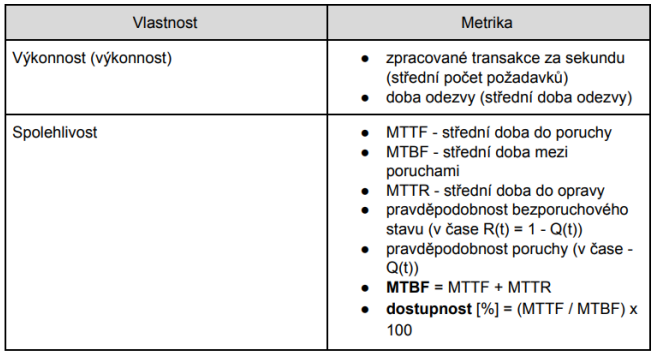 Vlastnost
Metrika
Výkonnost (výkonnost)
● zpracované transakce za sekundu
(střední počet požadavků)
● doba odezvy (střední doba odezvy)
Spolehlivost
● MTTF - střední doba do poruchy
● MTBF - střední doba mezi
poruchami
● MTTR - střední doba do opravy
● pravděpodobnost bezporuchového
stavu (v čase R(t) = 1 - Q(t))
● pravděpodobnost poruchy (v čase -
Q(t))
● MTBF = MTTF + MTTR
● dostupnost [%] = (MTTF / MTBF) x
100